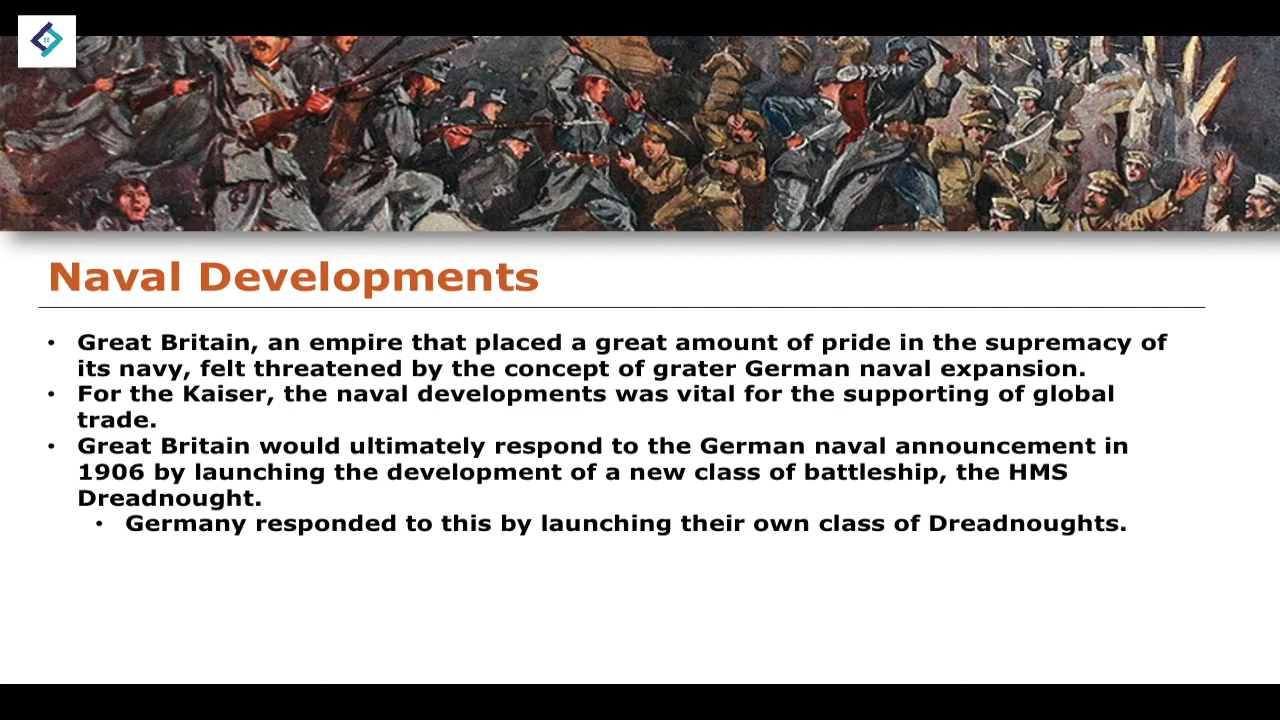 Naval Developments
• Great Britain, an empire that placed a great amount of pride in the supremacy of
its navy, felt threatened by the concept of grater German naval expansion.
• For the Kaiser, the naval developments was vital for the supporting of global
trade.
• Great Britain would ultimately respond to the German naval announcement in
1906 by launching the development of a new class of battleship, the HMS
Dreadnought.
• Germany responded to this by launching their own class of Dreadnoughts.